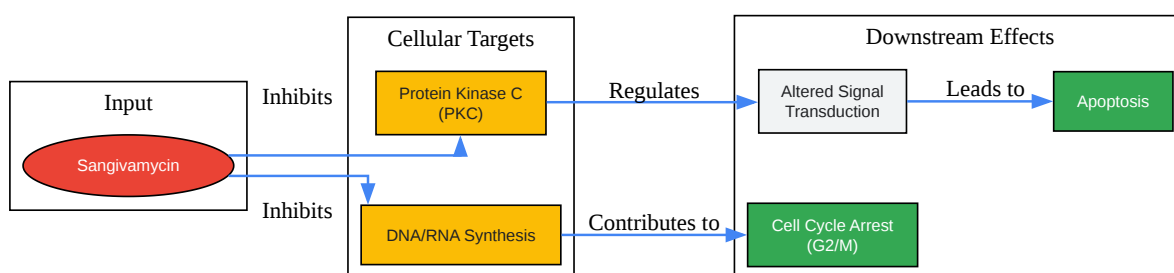 Input
Sangivamycin
Inhibits
Inhibits
Cellular Targets
Protein Kinase C
(PKC)
DNA/RNA Synthesis
Regulates
Contributes to
Downstream Effects
Altered Signal
Transduction
Leads to
Apoptosis
Cell Cycle Arrest
(G2/M)